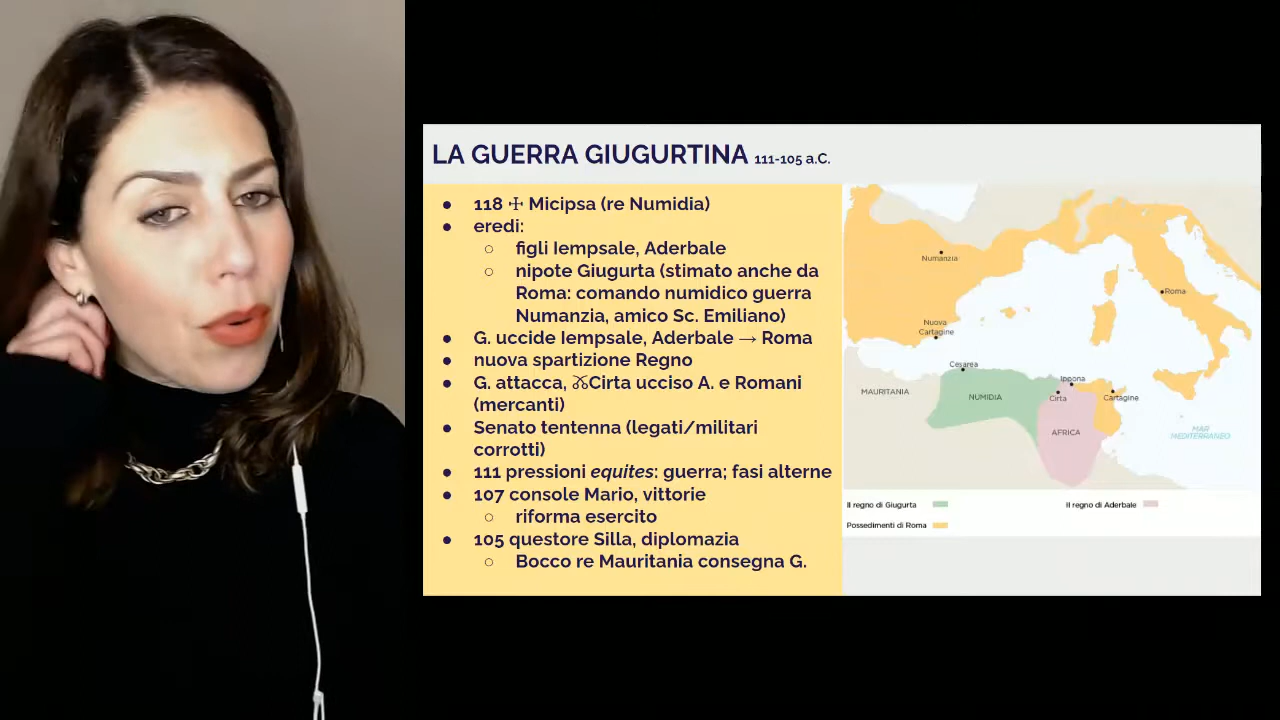 LA GUERRA GIUGURTINA 111-105 a.C.
● 118 ☩ Micipsa (re Numidia)
● eredi:
○ figli Iempsale, Aderbale
○ nipote Giugurta (stimato anche da
Roma: comando numidico guerra
Numanzia, amico Sc. Emiliano)
● G. uccide Iempsale, Aderbale → Roma
● nuova spartizione Regno
● G. attacca, Cirta ucciso A. e Romani
(mercanti)
● Senato tentenna (legati/militari
corrotti)
● 111 pressioni equites: guerra; fasi alterne
● 107 console Mario, vittorie
○ riforma esercito
● 105 questore Silla, diplomazia
○ Bocco re Mauritania consegna G.
Numanzia
Roma
Nuova
Cartagine
Cesarea
Ippona
MAURITANIA
NUMIDIA
Cirta
Cartagine
AFRICA
MAR
MEDITERRANEO
Il regno di Giugurta
Il regno di Aderbale
Possedimenti di Roma